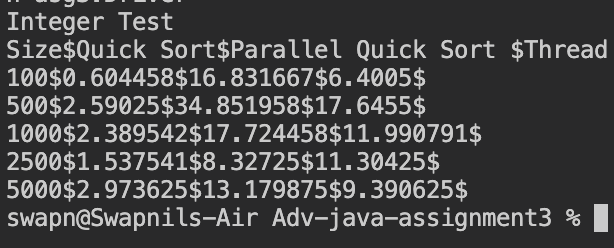 Integer Test
Size$Quick Sort$Parallel Quick Sort $Thread
100$0.604458$16.831667$6.4005$
500$2.59025$34.851958$17.6455$
1000$2.389542$17.724458$11.990791$
2500$1.537541$8.32725$11.30425$
5000$2.973625$13.179875$9.390625$
swapn@Swapnils-Air Adv-java-assignment3 %